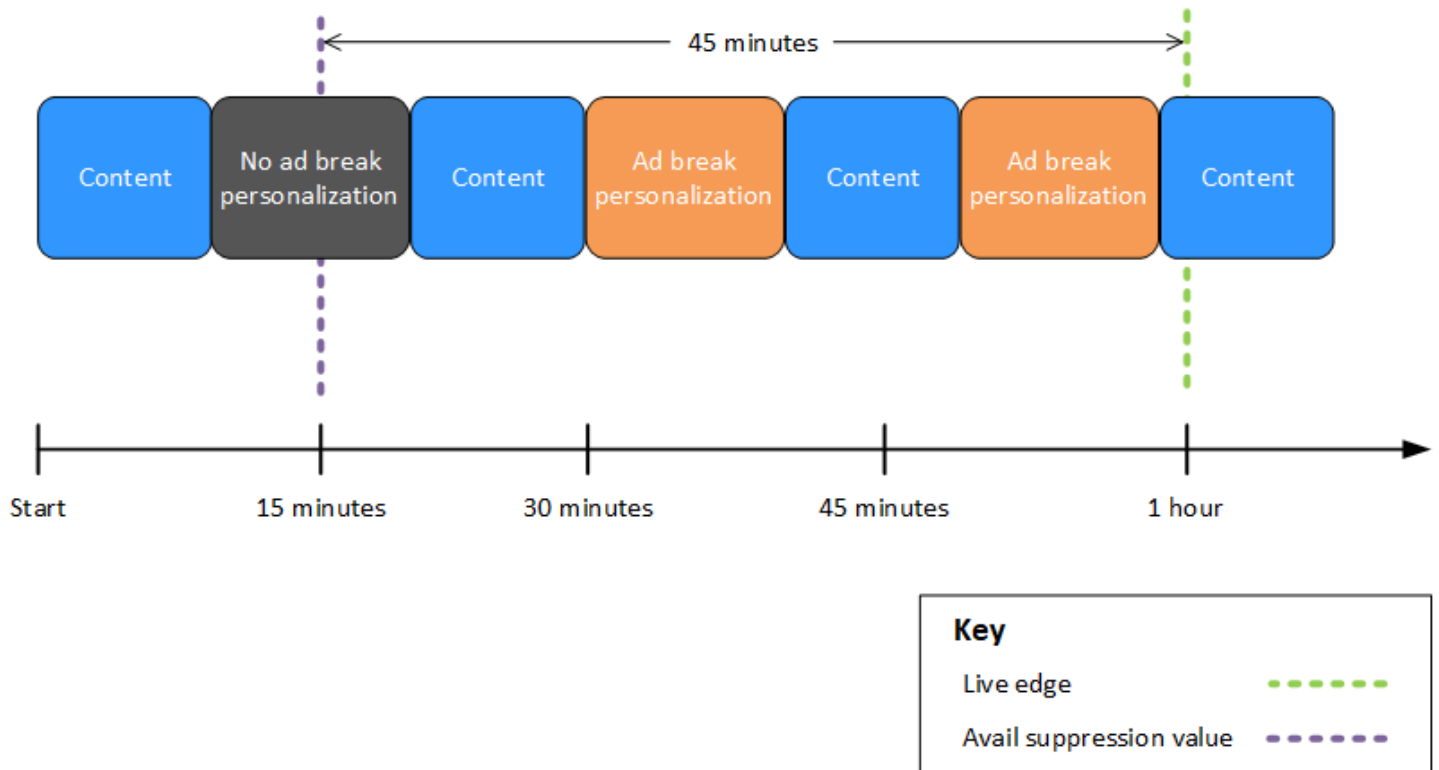 45 minutes
Content
No ad break
personalization
Content
Ad break
personalization
Content
Ad break
personalization
Content
Start
15 minutes
30 minutes
45 minutes
1 hour
Key
Live edge
Avail suppression value